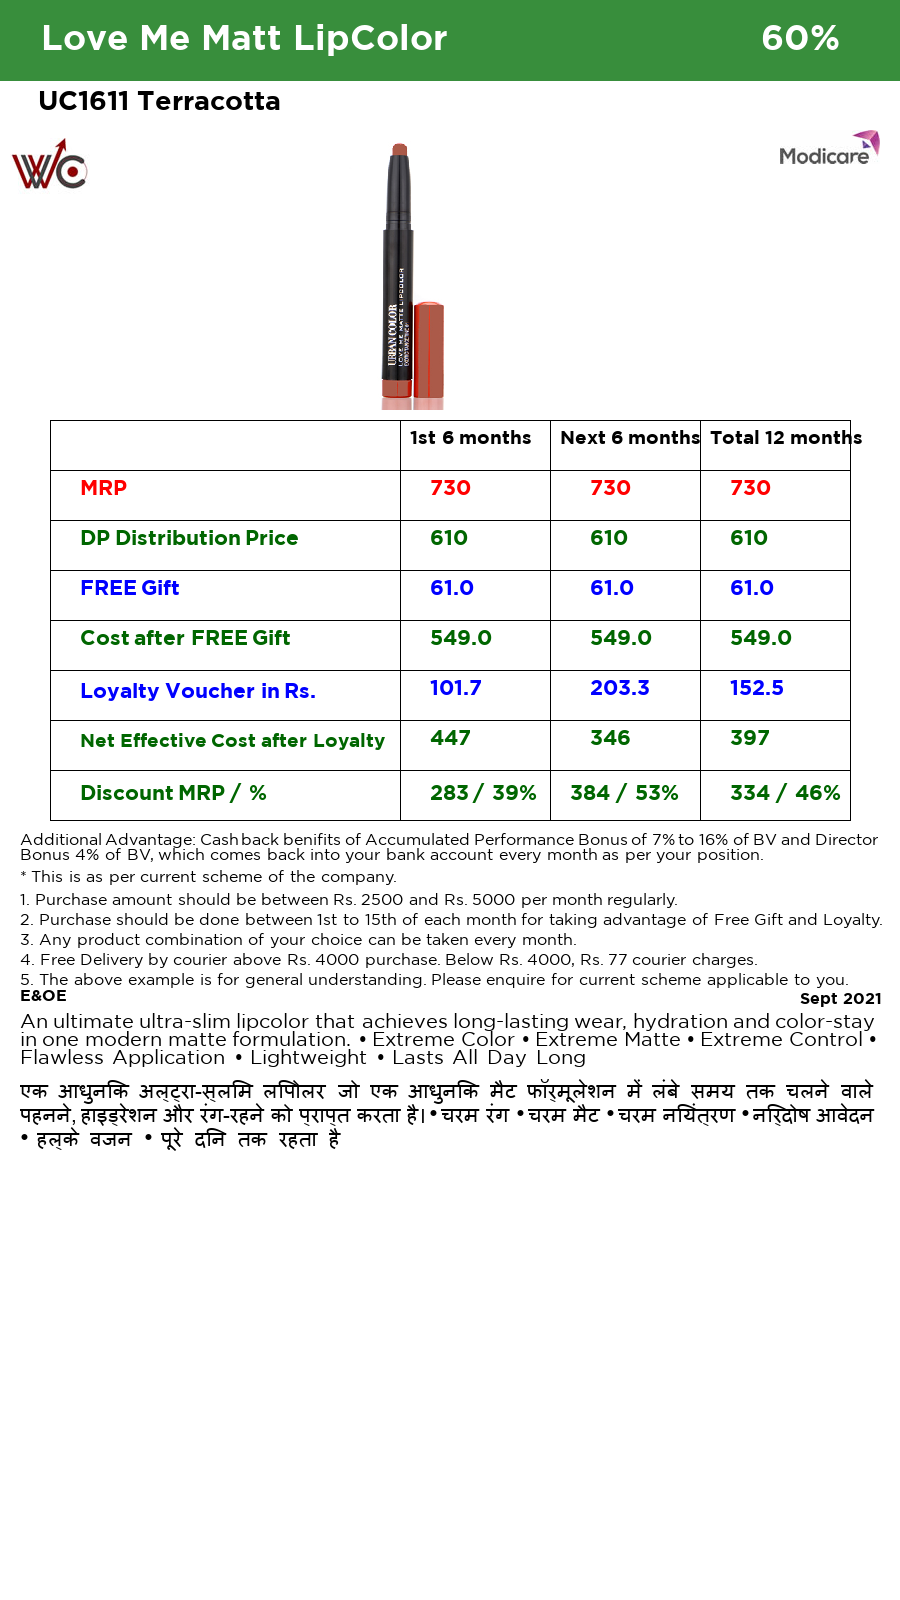 Love Me Matt LipColor 60%
UC1611 Terracotta
WC
Modicare
URBAN COLOR
LOVE ME MATTE LIPCOLOR
1st 6 months Next 6 months Total 12 months
MRP 730 730 730
DP Distribution Price 610 610 610
FREE Gift 61.0 61.0 61.0
Cost after FREE Gift 549.0 549.0 549.0
Loyalty Voucher in Rs. 101.7 203.3 152.5
Net Effective Cost after Loyalty 447 346 397
Discount MRP / % 283 / 39% 384 / 53% 334 / 46%
Additional Advantage: Cash back benifits of Accumulated Performance Bonus of 7% to 16% of BV and Director
Bonus 4% of BV, which comes back into your bank account every month as per your position.
* This is as per current scheme of the company.
1. Purchase amount should be between Rs. 2500 and Rs. 5000 per month regularly.
2. Purchase should be done between 1st to 15th of each month for taking advantage of Free Gift and Loyalty.
3. Any product combination of your choice can be taken every month.
4. Free Delivery by courier above Rs. 4000 purchase. Below Rs. 4000, Rs. 77 courier charges.
5. The above example is for general understanding. Please enquire for current scheme applicable to you.
E&OE
Sept 2021
An ultimate ultra-slim lipcolor that achieves long-lasting wear, hydration and color-stay
in one modern matte formulation. • Extreme Color • Extreme Matte • Extreme Control •
Flawless Application • Lightweight • Lasts All Day Long
एक आधुनिक अल्ट्रा-स्लिम लिपोलर जो एक आधुनिक मैट फॉर्मूलेशन में लंबे समय तक चलने वाले
पहनने, हाइड्रेशन और रंग-रहने को प्राप्त करता है। • चरम रंग • चरम मैट • चरम नियंत्रण • निर्दोष आवेदन
• हल्के वजन • पूरे दिन तक रहता है